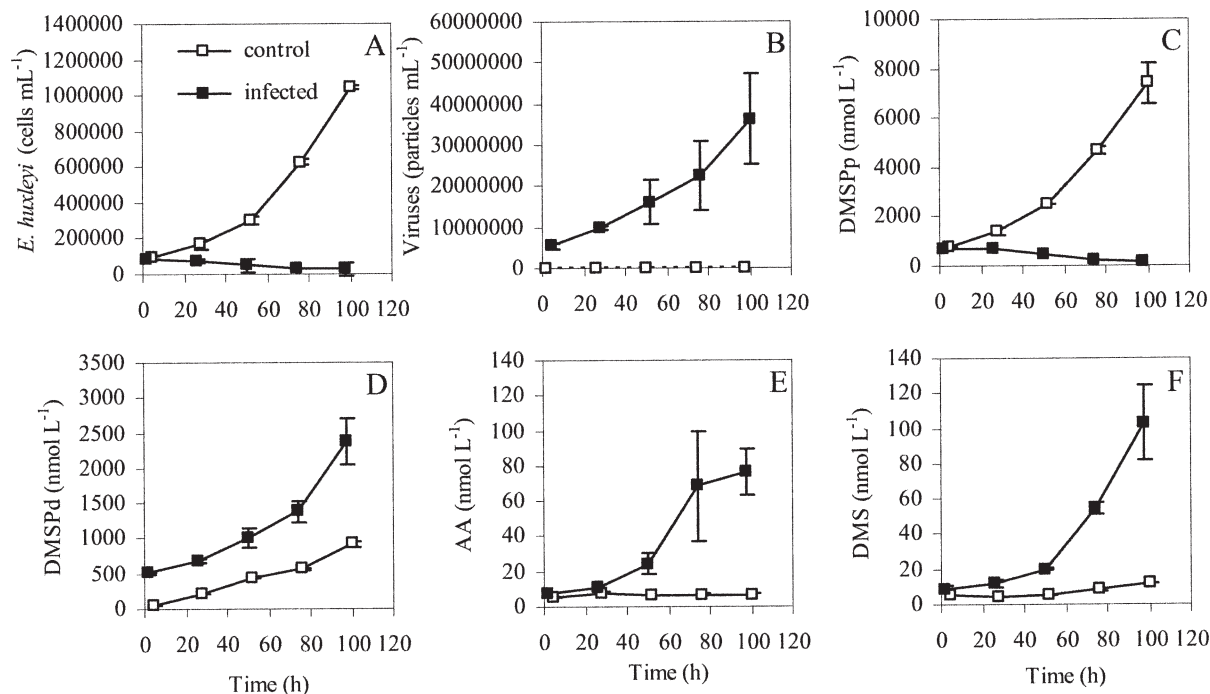 A
control
infected
E. huxleyi (cells mL⁻¹)
1400000
1200000
1000000
800000
600000
400000
200000
0
0 20 40 60 80 100 120
B
Viruses (particles mL⁻¹)
60000000
50000000
40000000
30000000
20000000
10000000
0
0 20 40 60 80 100 120
C
DMSPp (nmol L⁻¹)
10000
8000
6000
4000
2000
0
0 20 40 60 80 100 120
D
DMSPd (nmol L⁻¹)
3500
3000
2500
2000
1500
1000
500
0
0 20 40 60 80 100 120
Time (h)
E
AA (nmol L⁻¹)
140
120
100
80
60
40
20
0
0 20 40 60 80 100 120
Time (h)
F
DMS (nmol L⁻¹)
140
120
100
80
60
40
20
0
0 20 40 60 80 100 120
Time (h)